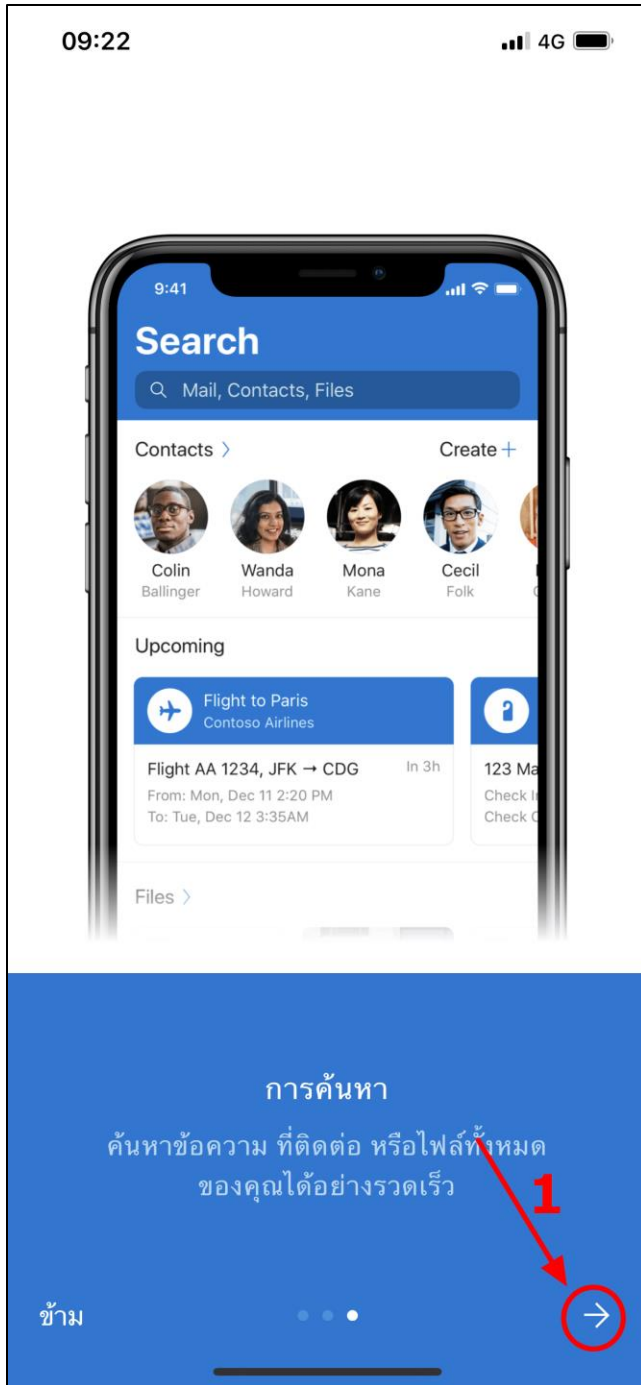 09:22 4G
9:41
Search
Mail, Contacts, Files
Contacts > Create +
Colin Wanda Mona Cecil
Ballinger Howard Kane Folk
Upcoming
Flight to Paris
Contoso Airlines
Flight AA 1234, JFK → CDG In 3h 123 Ma
From: Mon, Dec 11 2:20 PM Check I
To: Tue, Dec 12 3:35AM Check
Files >
การค้นหา
ค้นหาข้อความ ที่ติดต่อ หรือไฟล์ทั้งหมด
ของคุณได้อย่างรวดเร็ว
1
ข้าม →